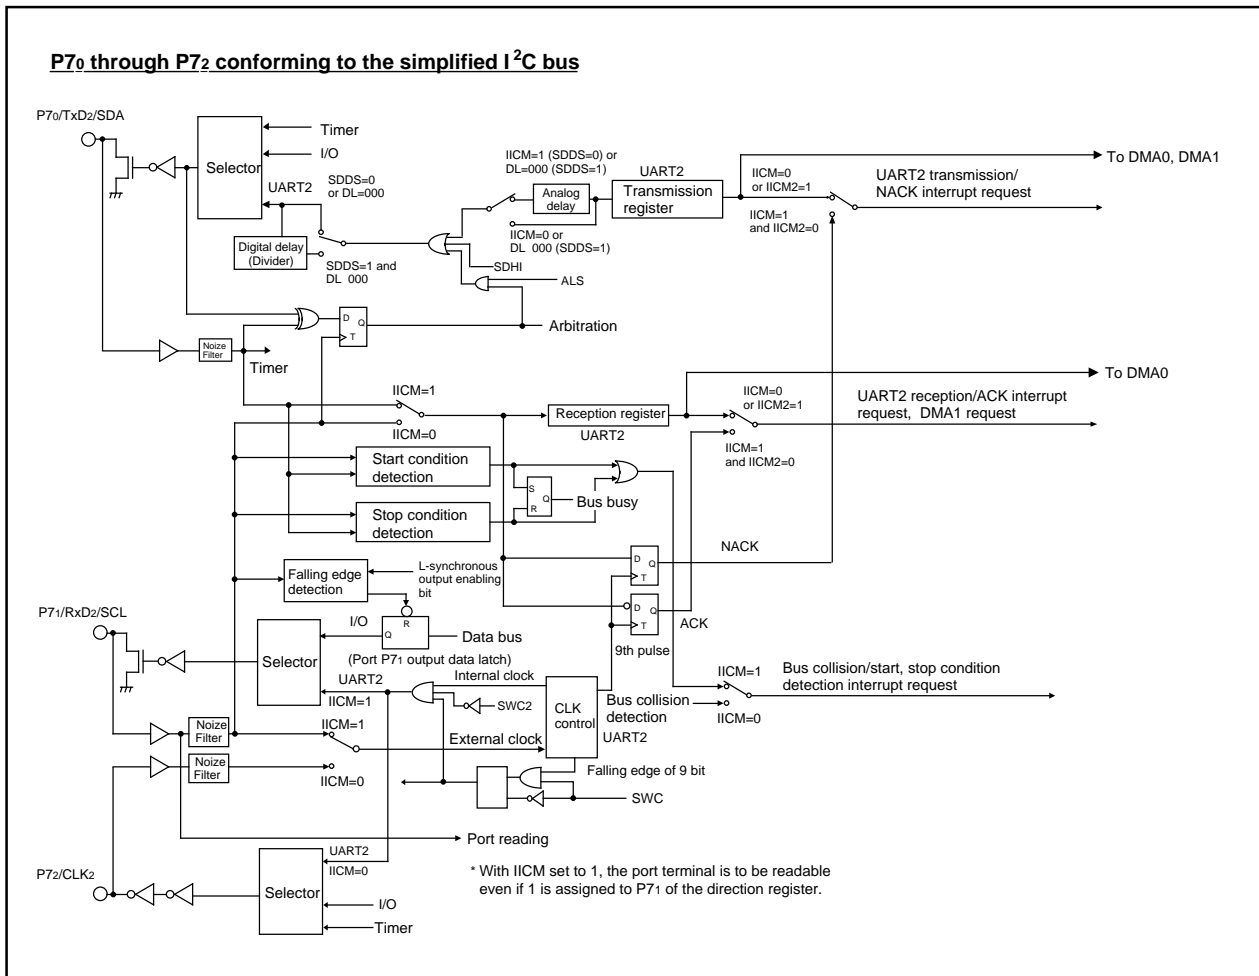 P70 through P72 conforming to the simplified I2C bus
P70/TxD2/SDA
Selector
Timer
I/O
UART2
SDDS=0
or DL=000
Digital delay
(Divider)
SDDS=1 and
DL 000
IICM=1 (SDDS=0) or
DL=000 (SDDS=1)
Analog
delay
IICM=0 or
DL 000 (SDDS=1)
UART2
Transmission
register
SDHI
ALS
IICM=0
or IICM2=1
IICM=1
and IICM2=0
To DMA0, DMA1
UART2 transmission/
NACK interrupt request
D
Q
T
Arbitration
Noize
Filter
Timer
IICM=1
IICM=0
Reception register
UART2
IICM=0
or IICM2=1
IICM=1
and IICM2=0
To DMA0
UART2 reception/ACK interrupt
request, DMA1 request
Start condition
detection
Stop condition
detection
S
R
Q
Bus busy
NACK
D
Q
T
D
Q
T
ACK
9th pulse
Falling edge
detection
L-synchronous
output enabling
bit
P71/RxD2/SCL
I/O
R
Q
Data bus
(Port P71 output data latch)
Selector
UART2
IICM=1
Internal clock
SWC2
CLK
control
UART2
Bus collision
detection
IICM=1
IICM=0
Bus collision/start, stop condition
detection interrupt request
Noize
Filter
IICM=1
External clock
Noize
Filter
IICM=0
Falling edge of 9 bit
SWC
Port reading
P72/CLK2
Selector
UART2
IICM=0
I/O
Timer
* With IICM set to 1, the port terminal is to be readable
even if 1 is assigned to P71 of the direction register.